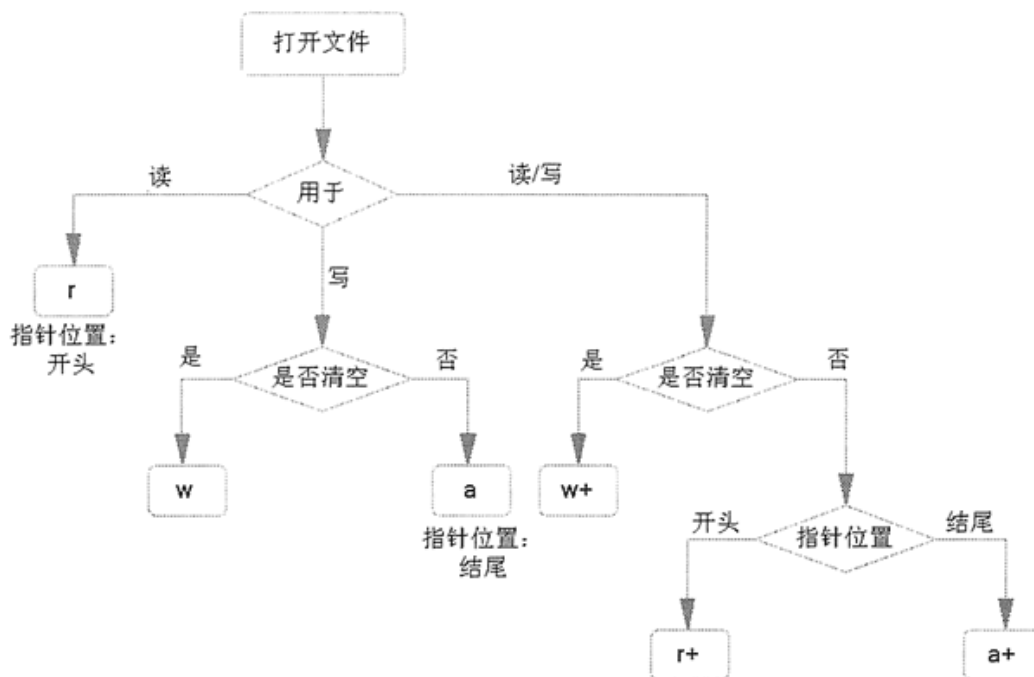 打开文件
用于
读
读/写
写
r
指针位置：
开头
是否清空
是
否
是否清空
是
否
w
a
指针位置：
结尾
w+
指针位置
开头
结尾
r+
a+